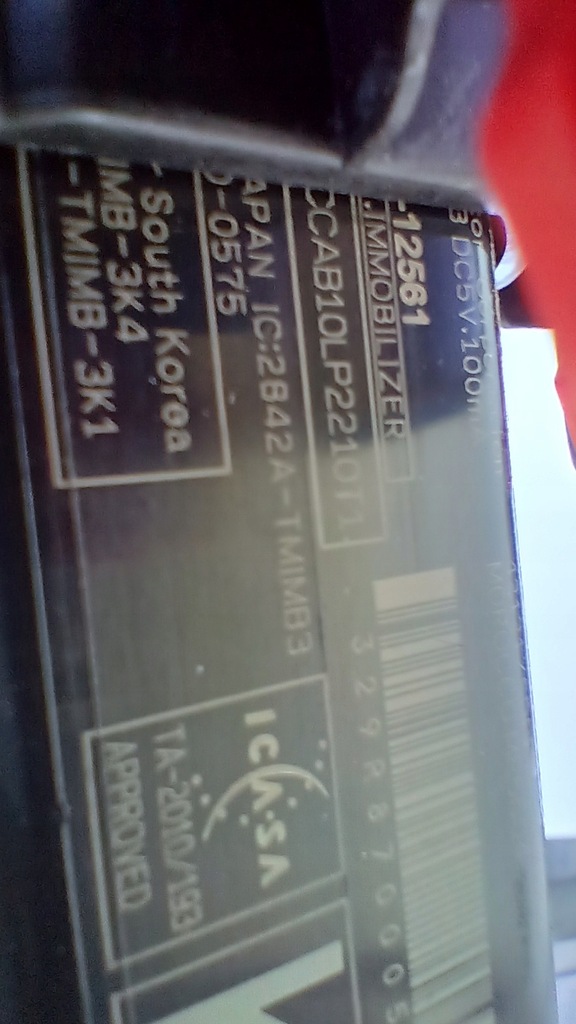 DC5V.100
-12561
.IMMOBILIZER
CCAB10LP2210T1
APAN IC:2842A-TMIMB3
-0575
South Korea
IMB-3K4
-TMIMB-3K1
ICASA
TA-2010/193
APPROVED